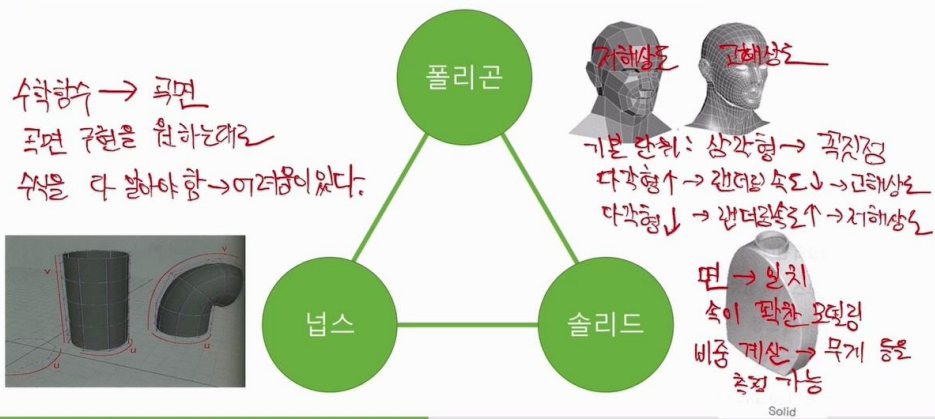 폴리곤
넙스
솔리드
수학함수 → 곡면
곡면 구현을 원하는대로
수식을 다 알아야함 → 어려움이 있다.
V
U
U
V
U
저해상도
고해상도
기본 단위: 삼각형 → 꼭짓점
다각형↑ → 랜더링 속도↓ → 고해상도
다각형↓ → 랜더링속도↑ → 저해상도
면 → 일치
속이 꽉찬 모델링
비중 계산 → 무게 등을
측정 가능
Solid